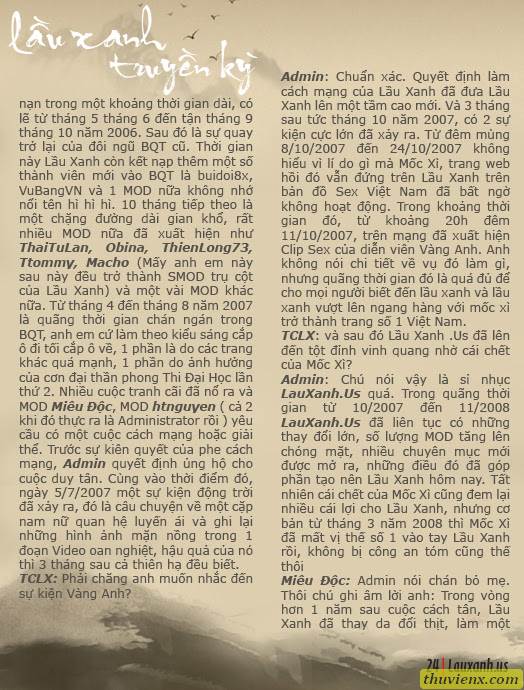 lầu xanh
truyền kỳ
nạn trong một khoảng thời gian dài, có
lẽ từ tháng 5 tháng 6 đến tận tháng 9
tháng 10 năm 2006. Sau đó là sự quay
trở lại của đôi ngũ BQT cũ. Thời gian
này Lầu Xanh còn kết nạp thêm một số
thành viên mới vào BQT là buidoi8x,
VuBangVN và 1 MOD nữa không nhớ
nổi tên hì hì hì. 10 tháng tiếp theo là
một chặng đường dài gian khổ, rất
nhiều MOD nữa đã xuất hiện như
ThaiTuLan, Obina, ThienLong73,
Ttommy, Macho (Mấy anh em này
sau này đều trở thành SMOD trụ cột
của Lầu Xanh) và một vài MOD khác
nữa. Từ tháng 4 đến tháng 8 năm 2007
là quãng thời gian chán ngán trong
BQT, anh em cứ làm theo kiểu sáng cắp
ô đi tối cắp ô về, 1 phần là do các trang
khác quá mạnh, 1 phần do ảnh hưởng
của cơn đại thần phong Thi Đại Học lần
thứ 2. Nhiều cuộc tranh cãi đã nổ ra và
MOD Miêu Độc, MOD htnguyen ( cả 2
khi đó thực ra là Administrator rồi ) yêu
cầu có một cuộc cách mạng hoặc giải
thể. Trước sự kiên quyết của phe cách
mạng, Admin quyết định ủng hộ cho
cuộc duy tân. Cùng vào thời điểm đó,
ngày 5/7/2007 một sự kiện động trời
đã xảy ra, đó là câu chuyện về một cặp
nam nữ quan hệ luyến ái và ghi lại
những hình ảnh mặn nồng trong 1
đoạn Video oan nghiệt, hậu quả của nó
thì 3 tháng sau cả thiên hạ đều biết.
TCLX: Phải chăng anh muốn nhắc đến
sự kiện Vàng Anh?
Admin: Chuẩn xác. Quyết định làm
cách mạng của Lầu Xanh đã đưa Lầu
Xanh lên một tầm cao mới. Và 3 tháng
sau tức tháng 10 năm 2007, có 2 sự
kiện cực lớn đã xảy ra. Từ đêm mùng
8/10/2007 đến 24/10/2007 không
hiểu vì lí do gì mà Mốc Xì, trang web
hồi đó vẫn đứng trên Lầu Xanh trên
bản đồ Sex Việt Nam đã bất ngờ
không hoạt động. Trong khoảng thời
gian đó, từ khoảng 20h đêm
11/10/2007, trên mạng đã xuất hiện
Clip Sex của diễn viên Vàng Anh. Anh
không nói chi tiết về vụ đó làm gì,
nhưng quãng thời gian đó là quá đủ để
cho mọi người biết đến lầu xanh và lầu
xanh vượt lên ngang hàng với mốc xì
trở thành trang số 1 Việt Nam.
TCLX: và sau đó Lầu Xanh .Us đã lên
đến tột đỉnh vinh quang nhờ cái chết
của Mốc Xì?
Admin: Chú nói vậy là sỉ nhục
LauXanh.Us quá. Trong quãng thời
gian từ 10/2007 đến 11/2008
LauXanh.Us đã liên tục có những
thay đổi lớn, số lượng MOD tăng lên
chóng mặt, nhiều chuyên mục mới
được mở ra, những điều đó đã góp
phần tạo nên Lầu Xanh hôm nay. Tất
nhiên cái chết của Mốc Xì cũng đem lại
nhiều cái lợi cho Lầu Xanh, nhưng cơ
bản từ tháng 3 năm 2008 thì Mốc Xì
đã mất vị thế số 1 vào tay Lầu Xanh
rồi, không bị công an tóm cũng thế
thôi
Miêu Độc: Admin nói chán bỏ mẹ.
Thôi chú ghi âm lời anh: Trong vòng
hơn 1 năm sau cuộc cách tân, Lầu
Xanh đã thay da đổi thịt, làm một
24 | Lauxanh.us
thuvienx.com